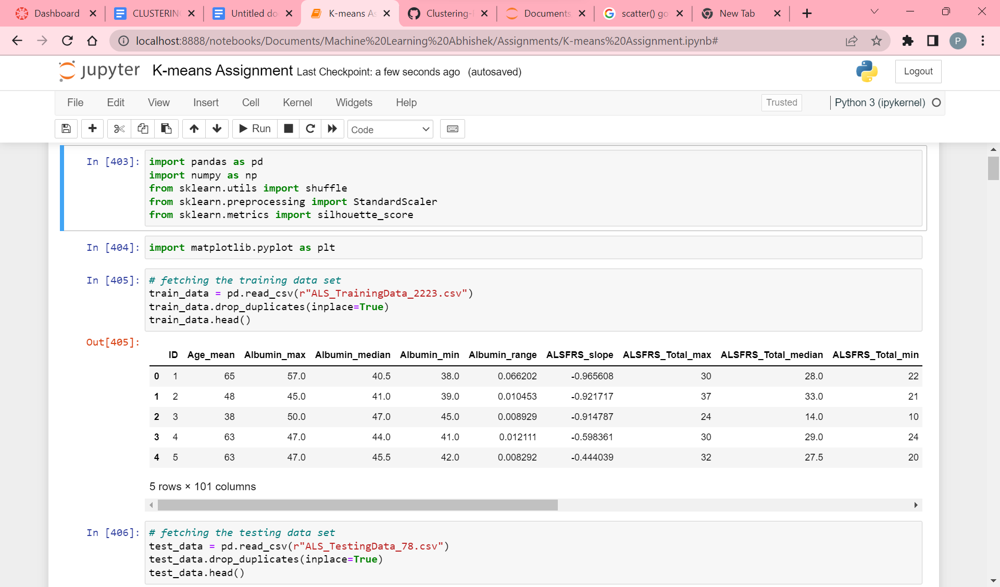 Dashboard
CLUSTERIN
Untitled do
K-means As
Clustering-
Documents
scatter() go
New Tab
localhost:8888/notebooks/Documents/Machine%20Learning%20Abhishek/Assignments/K-means%20Assignment.ipynb#
P
jupyter K-means Assignment Last Checkpoint: a few seconds ago (autosaved)
Logout
File Edit View Insert Cell Kernel Widgets Help
Trusted
Python 3 (ipykernel)
Run
Code
In [403]:
import pandas as pd
import numpy as np
from sklearn.utils import shuffle
from sklearn.preprocessing import StandardScaler
from sklearn.metrics import silhouette_score
In [404]:
import matplotlib.pyplot as plt
In [405]:
# fetching the training data set
train_data = pd.read_csv(r"ALS_TrainingData_2223.csv")
train_data.drop_duplicates(inplace=True)
train_data.head()
Out[405]:
ID Age_mean Albumin_max Albumin_median Albumin_min Albumin_range ALSFRS_slope ALSFRS_Total_max ALSFRS_Total_median ALSFRS_Total_min
0 1 65 57.0 40.5 38.0 0.066202 -0.965608 30 28.0 22
1 2 48 45.0 41.0 39.0 0.010453 -0.921717 37 33.0 21
2 3 38 50.0 47.0 45.0 0.008929 -0.914787 24 14.0 10
3 4 63 47.0 44.0 41.0 0.012111 -0.598361 30 29.0 24
4 5 63 47.0 45.5 42.0 0.008292 -0.444039 32 27.5 20
5 rows × 101 columns
In [406]:
# fetching the testing data set
test_data = pd.read_csv(r"ALS_TestingData_78.csv")
test_data.drop_duplicates(inplace=True)
test_data.head()